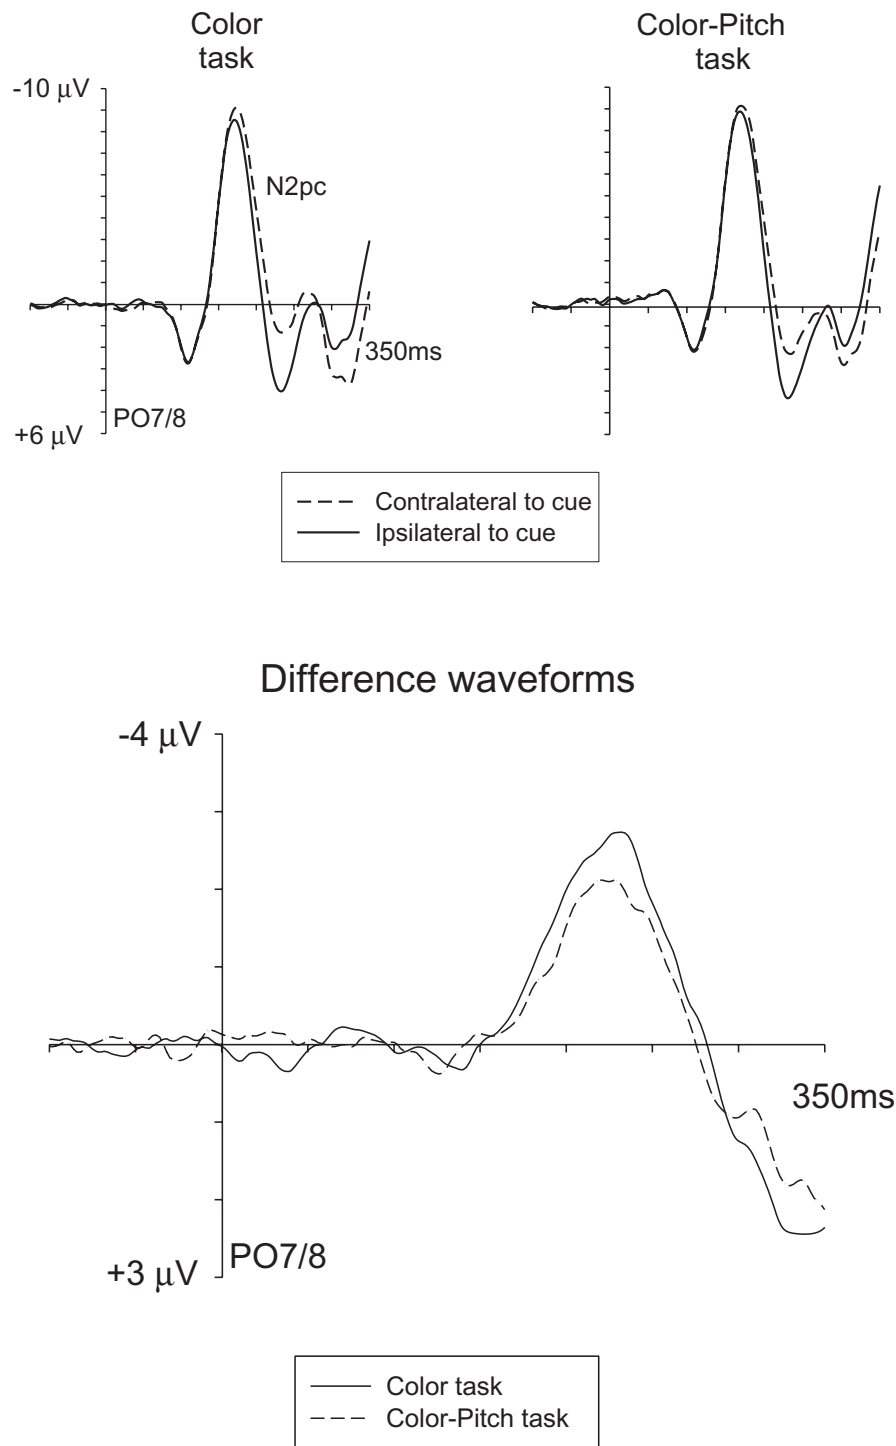 Color
task
Color-Pitch
task
-10 μV
N2pc
350ms
PO7/8
+6 μV
Contralateral to cue
Ipsilateral to cue
Difference waveforms
-4 μV
350ms
PO7/8
+3 μV
Color task
Color-Pitch task